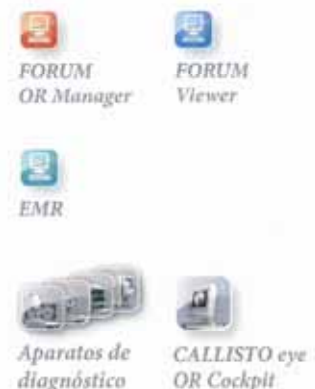 FORUM
OR Manager
FORUM
Viewer
EMR
Aparatos de
diagnóstico
CALLISTO eye
OR Cockpit